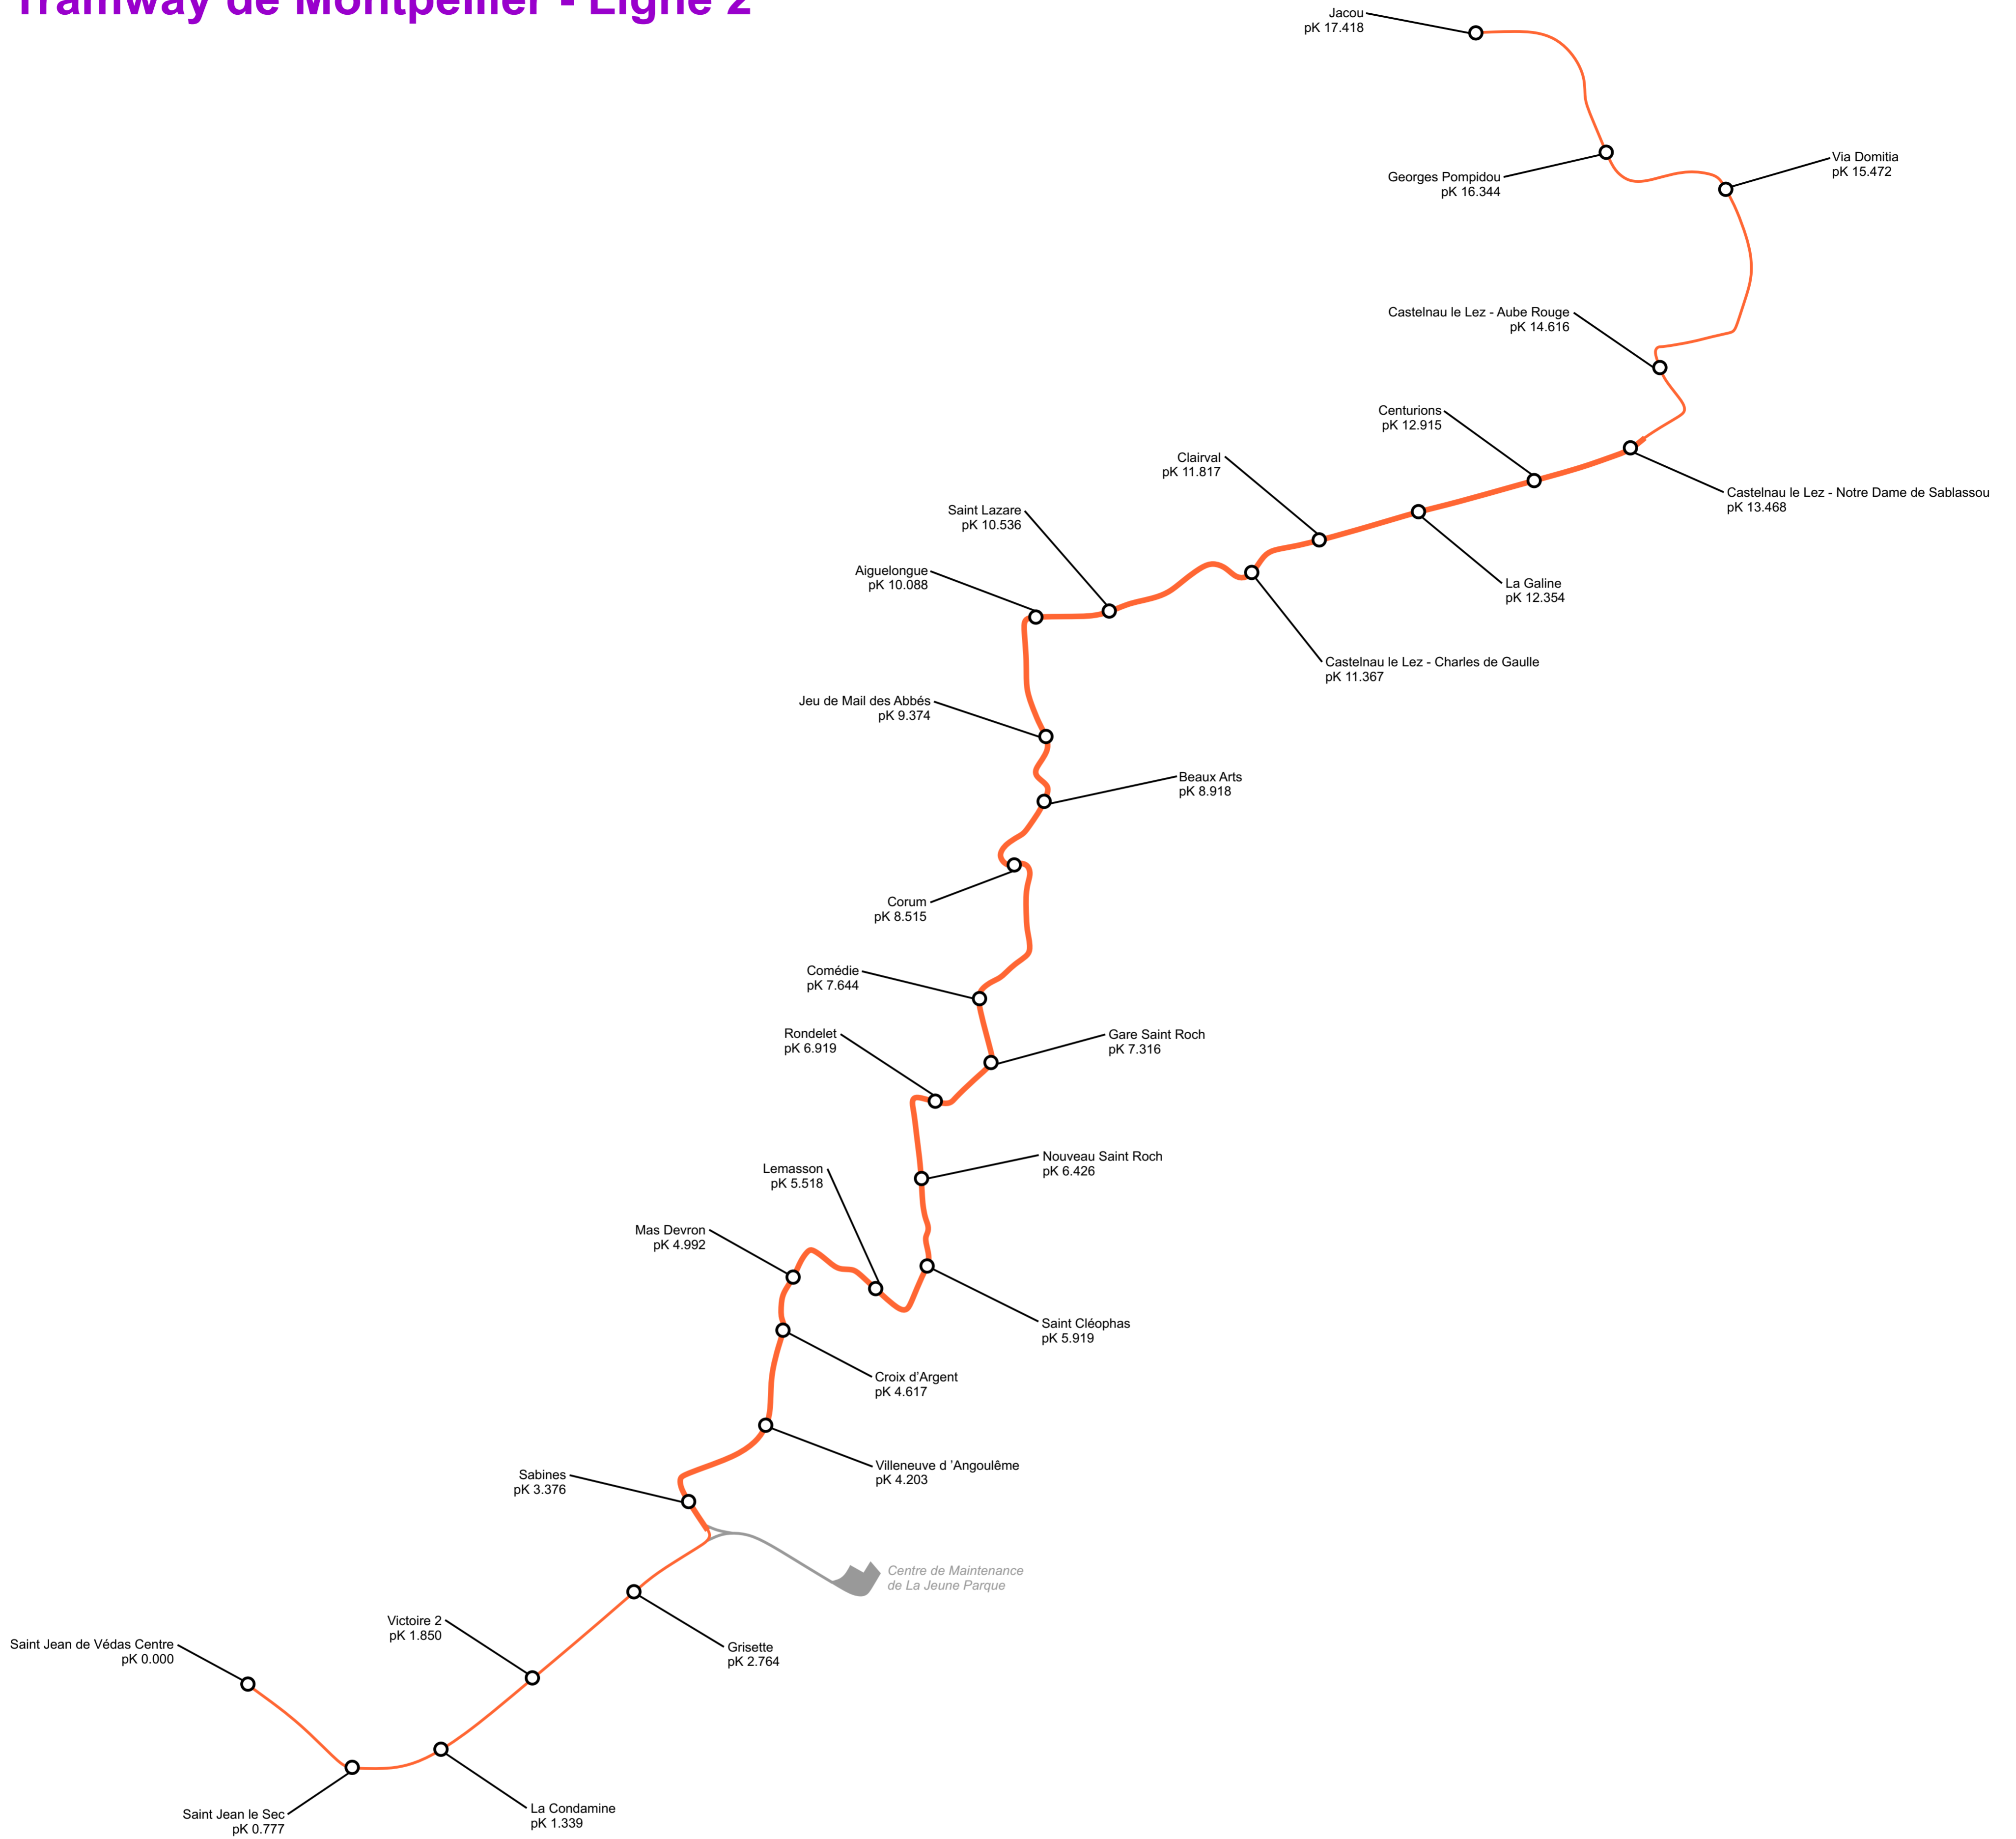 Tramway de Montpellier - Ligne 2
Jacou
pK 17.418
Via Domitia
pK 15.472
Georges Pompidou
pK 16.344
Castelnau le Lez - Aube Rouge
pK 14.616
Centurions
pK 12.915
Clairval
pK 11.817
Castelnau le Lez - Notre Dame de Sablassou
pK 13.468
Saint Lazare
pK 10.536
Aiguelongue
pK 10.088
La Galine
pK 12.354
Castelnau le Lez - Charles de Gaulle
pK 11.367
Jeu de Mail des Abbés
pK 9.374
Beaux Arts
pK 8.918
Corum
pK 8.515
Comédie
pK 7.644
Rondelet
pK 6.919
Gare Saint Roch
pK 7.316
Nouveau Saint Roch
pK 6.426
Lemasson
pK 5.518
Mas Devron
pK 4.992
Saint Cléophas
pK 5.919
Croix d'Argent
pK 4.617
Villeneuve d 'Angoulême
pK 4.203
Sabines
pK 3.376
Centre de Maintenance
de La Jeune Parque
Victoire 2
pK 1.850
Saint Jean de Védas Centre
pK 0.000
Grisette
pK 2.764
La Condamine
pK 1.339
Saint Jean le Sec
pK 0.777